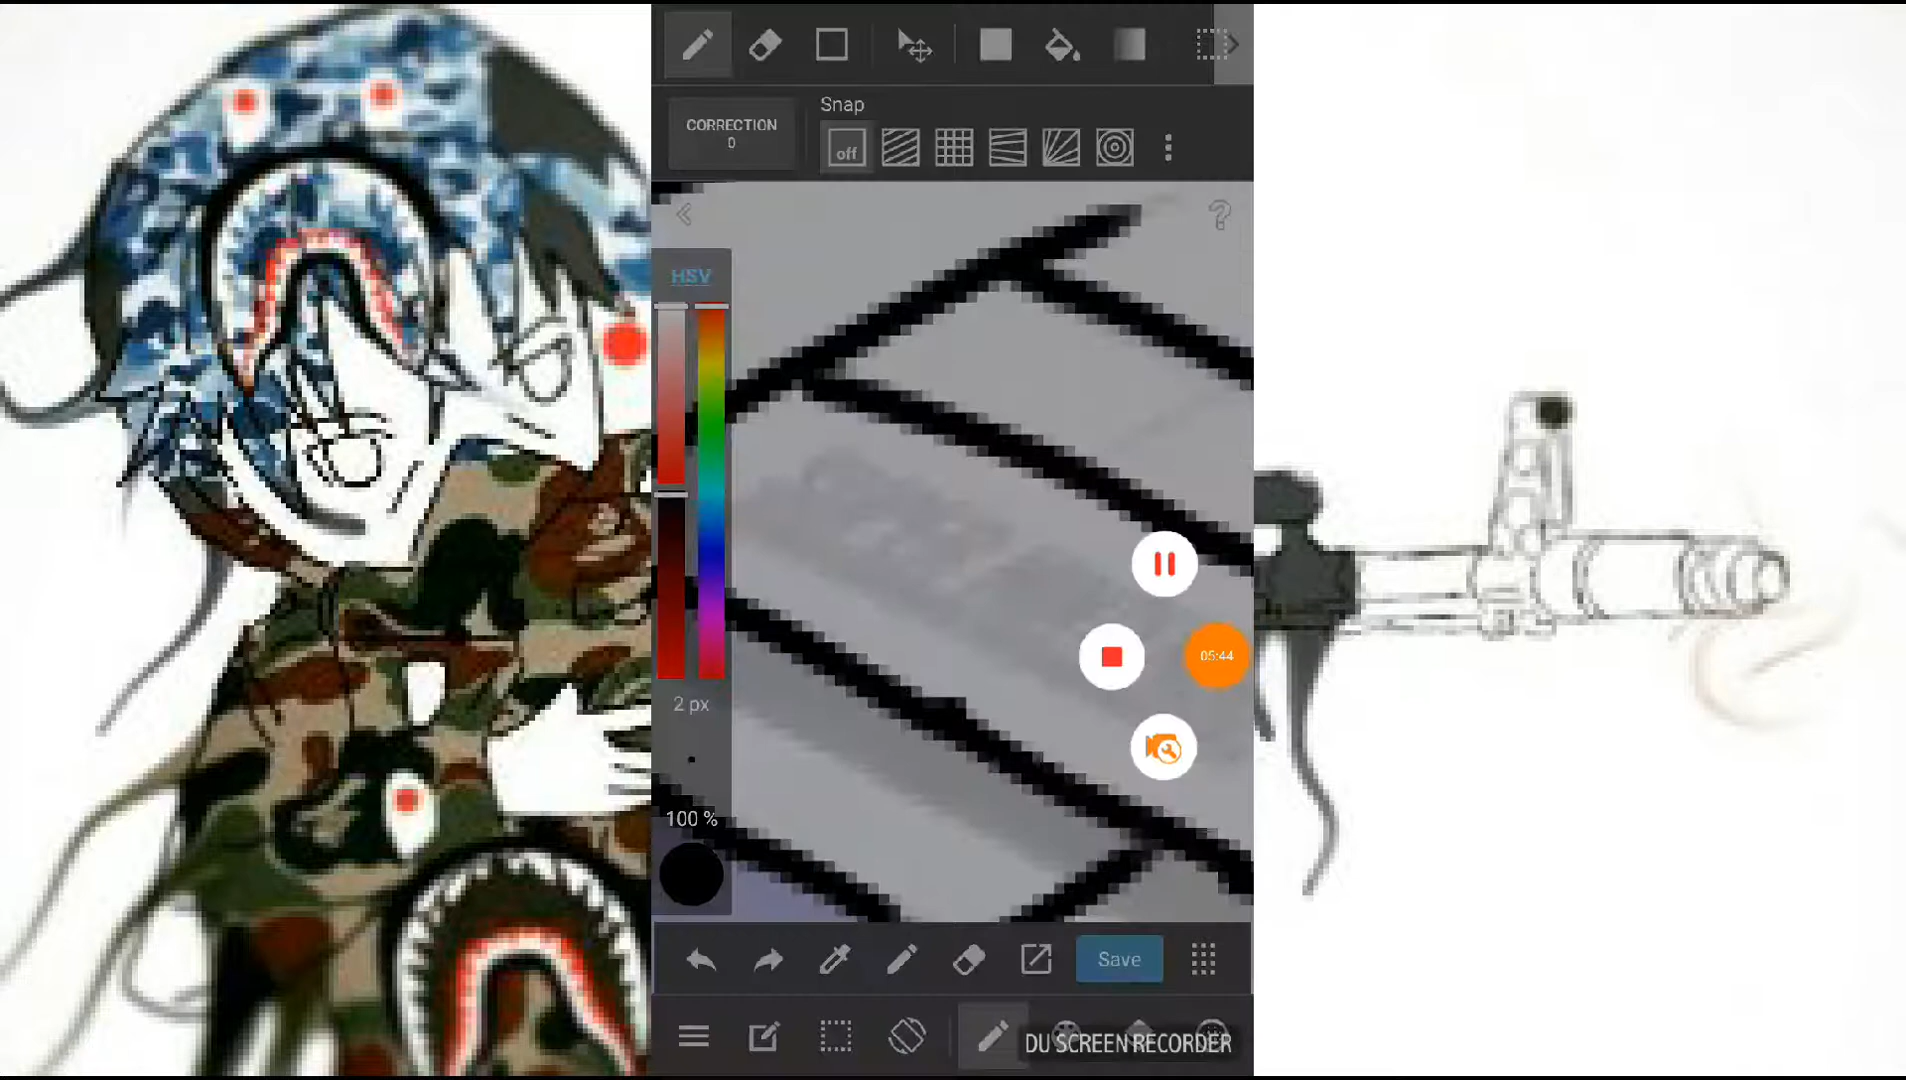 Snap
CORRECTION
0
off
HSV
05:44
2 px
100 %
Save
DU SCREEN RECORDER